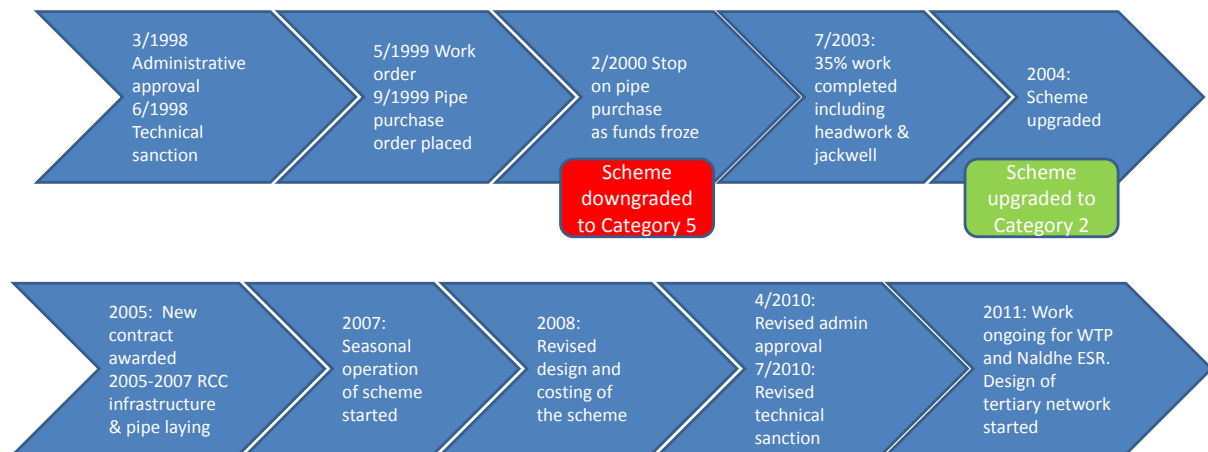 3/1998
Administrative
approval
6/1998
Technical
sanction
5/1999 Work
order
9/1999 Pipe
purchase
order placed
2/2000 Stop
on pipe
purchase
as funds froze
7/2003:
35% work
completed
including
headwork &
jackwell
2004:
Scheme
upgraded
Scheme
downgraded
to Category 5
Scheme
upgraded to
Category 2
2005:  New
contract
awarded
2005-2007 RCC
infrastructure
& pipe laying
2007:
Seasonal
operation
of scheme
started
2008:
Revised
design and
costing of
the scheme
4/2010:
Revised admin
approval
7/2010:
Revised
technical
sanction
2011: Work
ongoing for WTP
and Naldhe ESR.
Design of
tertiary network
started